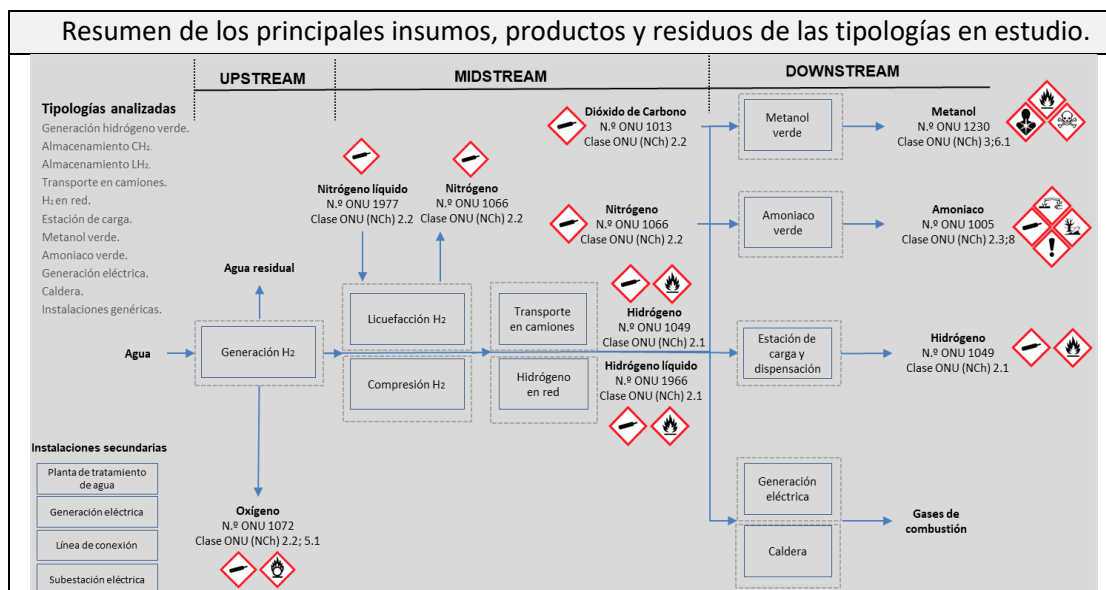 Resumen de los principales insumos, productos y residuos de las tipologías en estudio.
UPSTREAM
MIDSTREAM
DOWNSTREAM
Tipologías analizadas
Generación hidrógeno verde.
Almacenamiento CH₂.
Almacenamiento LH₂.
Transporte en camiones.
H₂ en red.
Estación de carga.
Metanol verde.
Amoniaco verde.
Generación eléctrica.
Caldera.
Instalaciones genéricas.
Agua
Generación H₂
Agua residual
Oxígeno
N.º ONU 1072
Clase ONU (NCh) 2.2; 5.1
Nitrógeno líquido
N.º ONU 1977
Clase ONU (NCh) 2.2
Nitrógeno
N.º ONU 1066
Clase ONU (NCh) 2.2
Licuefacción H₂
Compresión H₂
Transporte
en camiones
Hidrógeno
en red
Dióxido de Carbono
N.º ONU 1013
Clase ONU (NCh) 2.2
Nitrógeno
N.º ONU 1066
Clase ONU (NCh) 2.2
Hidrógeno
N.º ONU 1049
Clase ONU (NCh) 2.1
Hidrógeno líquido
N.º ONU 1966
Clase ONU (NCh) 2.1
Metanol
verde
Metanol
N.º ONU 1230
Clase ONU (NCh) 3;6.1
Amoniaco
verde
Amoniaco
N.º ONU 1005
Clase ONU (NCh) 2.3;8
Estación de
carga y
dispensación
Hidrógeno
N.º ONU 1049
Clase ONU (NCh) 2.1
Generación
eléctrica
Caldera
Gases de
combustión
Instalaciones secundarias
Planta de tratamiento
de agua
Generación eléctrica
Línea de conexión
Subestación eléctrica